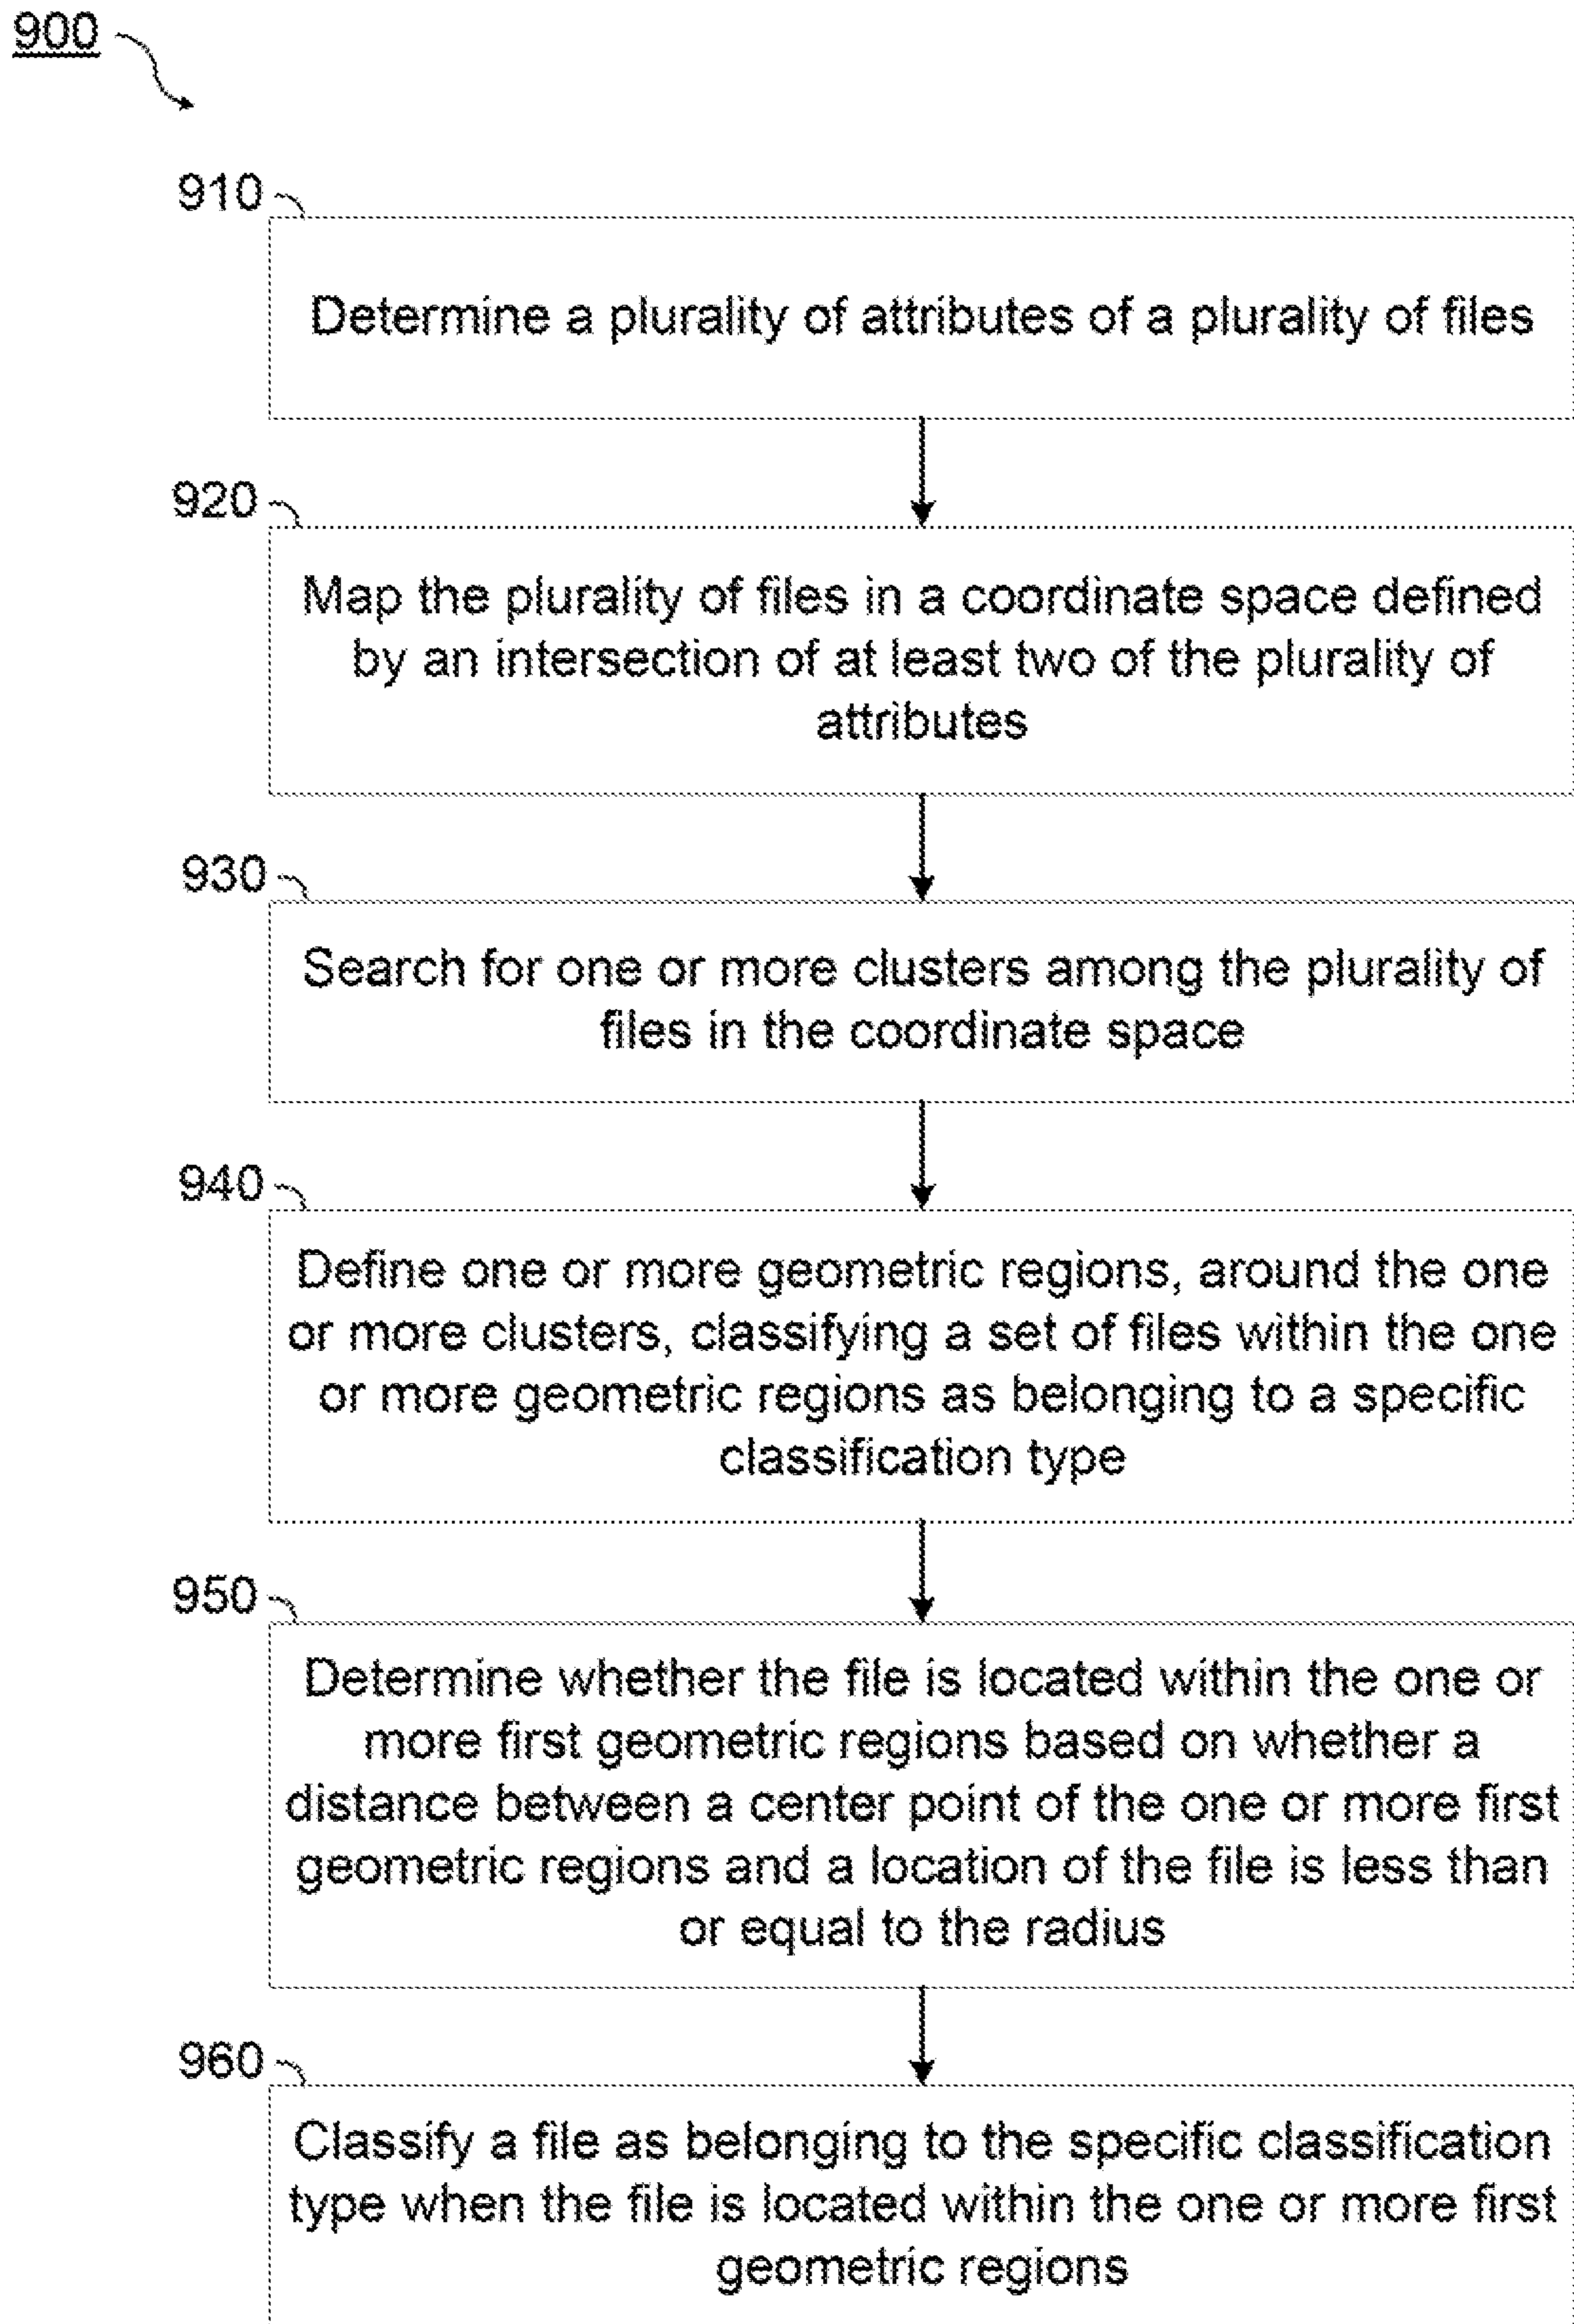 900
910
Determine a plurality of attributes of a plurality of files
920
Map the plurality of files in a coordinate space defined
by an intersection of at least two of the plurality of
attributes
930
Search for one or more clusters among the plurality of
files in the coordinate space
940
Define one or more geometric regions, around the one
or more clusters, classifying a set of files within the one
or more geometric regions as belonging to a specific
classification type
950
Determine whether the file is located within the one or
more first geometric regions based on whether a
distance between a center point of the one or more first
geometric regions and a location of the file is less than
or equal to the radius
960
Classify a file as belonging to the specific classification
type when the file is located within the one or more first
geometric regions